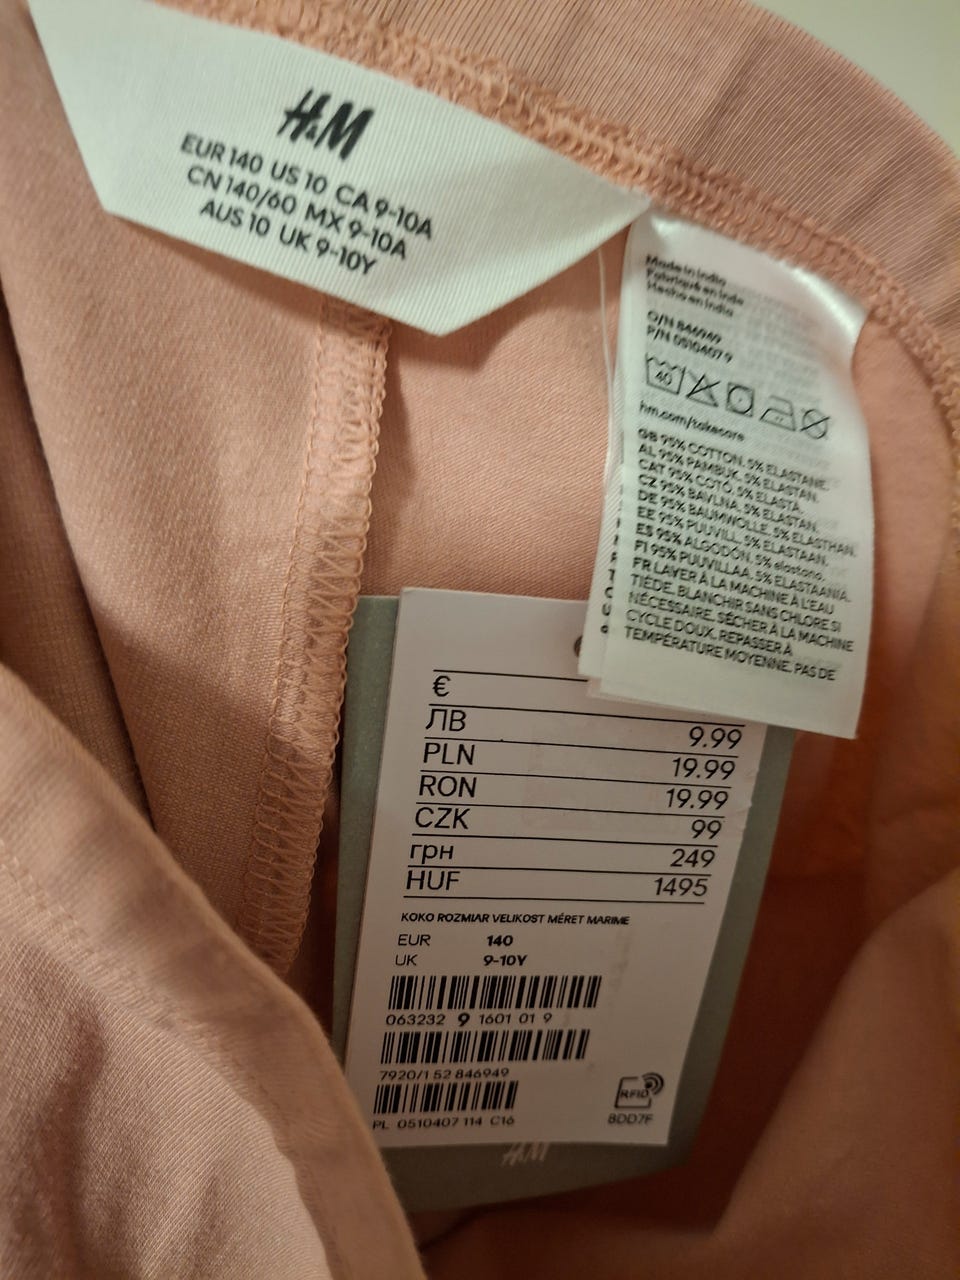 H&M
EUR 140 US 10 CA 9-10A
CN 140/60 MX 9-10A
AUS 10 UK 9-10Y
Made in India
Fabriqué en Inde
Hecho en India
O/N 846949
P/N 0510407 9
40
hm.com/takecare
GB 95% COTTON, 5% ELASTANE.
AL 95% PAMBUK, 5% ELASTAN.
CAT 95% COTÓ, 5% ELASTÀ.
CZ 95% BAVLNA, 5% ELASTAN.
DE 95% BAUMWOLLE, 5% ELASTHAN.
EE 95% PUUVILL, 5% ELASTAAN.
ES 95% ALGODÓN, 5% elastano.
FI 95% PUUVILLAA, 5% ELASTAANIA.
FR LAVER À LA MACHINE À L'EAU
TIÈDE, BLANCHIR SANS CHLORE SI
NÉCESSAIRE, SÉCHER À LA MACHINE
CYCLE DOUX, REPASSER À
TEMPÉRATURE MOYENNE, PAS DE
€
ЛВ 9.99
PLN 19.99
RON 19.99
CZK 99
грн 249
HUF 1495
KOKO ROZMIAR VELIKOST MÉRET MARIME
EUR 140
UK 9-10Y
063232 9 1601 01 9
7920/1 52 846949
PL 0510407 114 C16
RFID
8DD7F
H&M